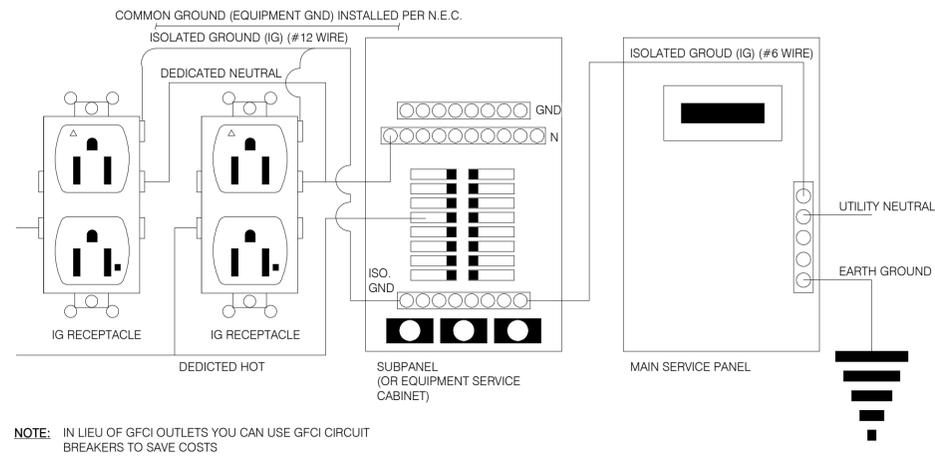 COMMON GROUND (EQUIPMENT GND) INSTALLED PER N.E.C.
ISOLATED GROUND (IG) (#12 WIRE)
ISOLATED GROUD (IG) (#6 WIRE)
DEDICATED NEUTRAL
GND
N
UTILITY NEUTRAL
EARTH GROUND
ISO.
GND
IG RECEPTACLE
IG RECEPTACLE
DEDICTED HOT
SUBPANEL
(OR EQUIPMENT SERVICE
CABINET)
MAIN SERVICE PANEL
NOTE: IN LIEU OF GFCI OUTLETS YOU CAN USE GFCI CIRCUIT
BREAKERS TO SAVE COSTS